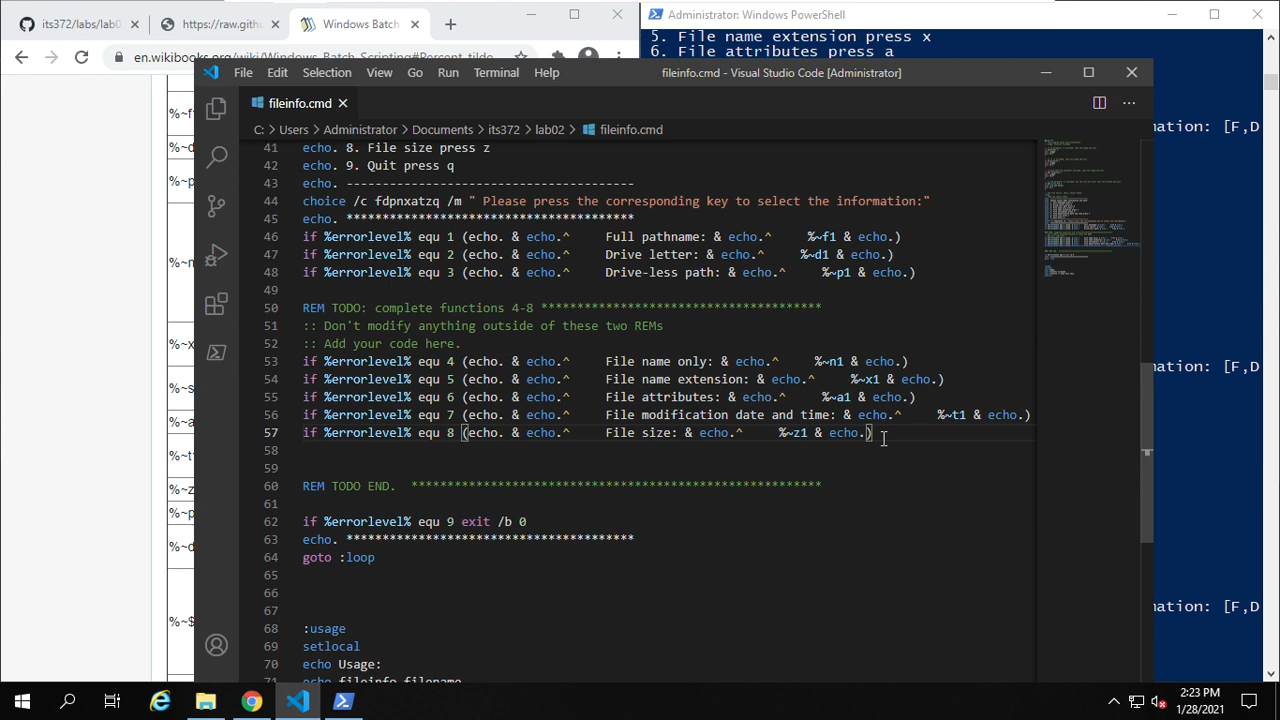 its372/labs/lab0
https://raw.gith
Windows Batch
en.wikibooks.org/wiki/Windows_Batch_Scripting#Percent_tilde
Administrator: Windows PowerShell
5. File name extension press x
6. File attributes press a
mation: [F,D
mation: [F,D
mation: [F,D
File Edit Selection View Go Run Terminal Help
fileinfo.cmd - Visual Studio Code [Administrator]
fileinfo.cmd
C: > Users > Administrator > Documents > its372 > lab02 > fileinfo.cmd
41 echo. 8. File size press z
42 echo. 9. Quit press q
43 echo. ----------------------------------------
44 choice /c fdpnxatzq /m " Please press the corresponding key to select the information:"
45 echo. ****************************************
46 if %errorlevel% equ 1 (echo. & echo.^     Full pathname: & echo.^     %~f1 & echo.)
47 if %errorlevel% equ 2 (echo. & echo.^     Drive letter: & echo.^     %~d1 & echo.)
48 if %errorlevel% equ 3 (echo. & echo.^     Drive-less path: & echo.^     %~p1 & echo.)
49
50 REM TODO: complete functions 4-8 ***************************************
51 :: Don't modify anything outside of these two REMs
52 :: Add your code here.
53 if %errorlevel% equ 4 (echo. & echo.^     File name only: & echo.^     %~n1 & echo.)
54 if %errorlevel% equ 5 (echo. & echo.^     File name extension: & echo.^     %~x1 & echo.)
55 if %errorlevel% equ 6 (echo. & echo.^     File attributes: & echo.^     %~a1 & echo.)
56 if %errorlevel% equ 7 (echo. & echo.^     File modification date and time: & echo.^     %~t1 & echo.)
57 if %errorlevel% equ 8 (echo. & echo.^     File size: & echo.^     %~z1 & echo.)
58
59
60 REM TODO END.  *********************************************************
61
62 if %errorlevel% equ 9 exit /b 0
63 echo. ****************************************
64 goto :loop
65
66
67
68 :usage
69 setlocal
70 echo Usage:
71 echo fileinfo filename
%~f
%~d
%~p
%~n
%~x
%~s
%~a
%~t
%~z
%~p
%~d
%~$
2:23 PM
1/28/2021